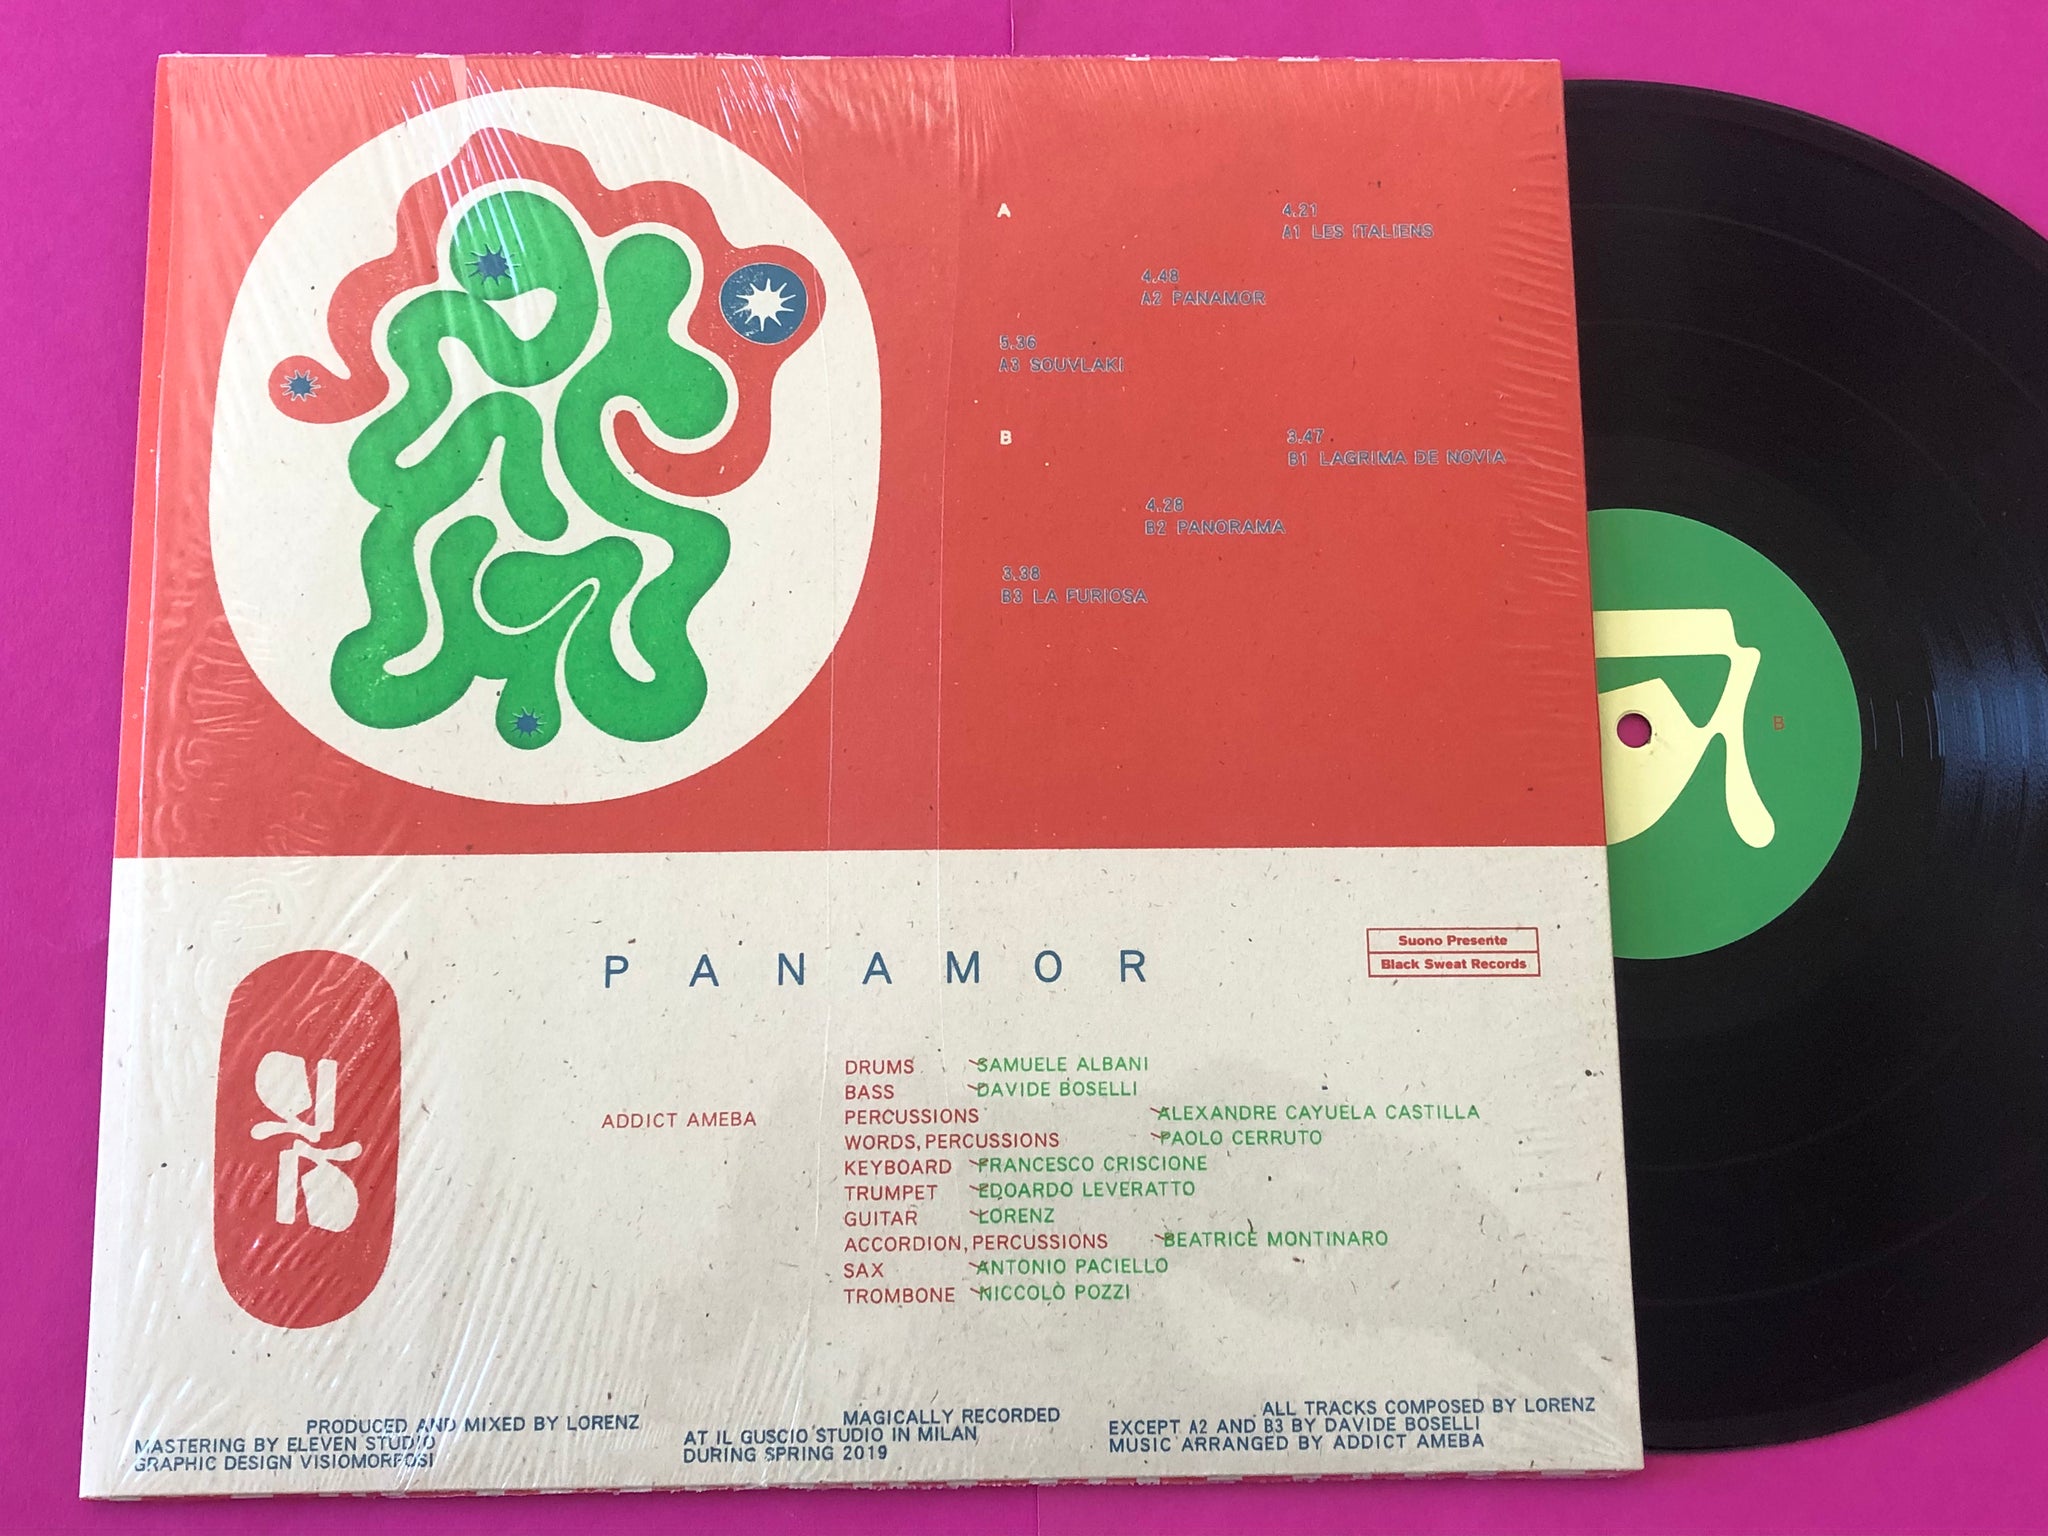 A
4.21
A1 LES ITALIENS
4.48
A2 PANAMOR
5.36
A3 SOUVLAKI
B
3.47
B1 LAGRIMA DE NOVIA
4.28
B2 PANORAMA
3.38
B3 LA FURIOSA
B
PANAMOR
Suono Presente
Black Sweat Records
ADDICT AMEBA
DRUMS SAMUELE ALBANI
BASS DAVIDE BOSELLI
PERCUSSIONS ALEXANDRE CAYUELA CASTILLA
WORDS, PERCUSSIONS PAOLO CERRUTO
KEYBOARD FRANCESCO CRISCIONE
TRUMPET EDOARDO LEVERATTO
GUITAR LORENZ
ACCORDION, PERCUSSIONS BEATRICE MONTINARO
SAX ANTONIO PACIELLO
TROMBONE NICCOLÒ POZZI
PRODUCED AND MIXED BY LORENZ
MASTERING BY ELEVEN STUDIO
GRAPHIC DESIGN VISIOMORFOSI
MAGICALLY RECORDED
AT IL GUSCIO STUDIO IN MILAN
DURING SPRING 2019
ALL TRACKS COMPOSED BY LORENZ
EXCEPT A2 AND B3 BY DAVIDE BOSELLI
MUSIC ARRANGED BY ADDICT AMEBA